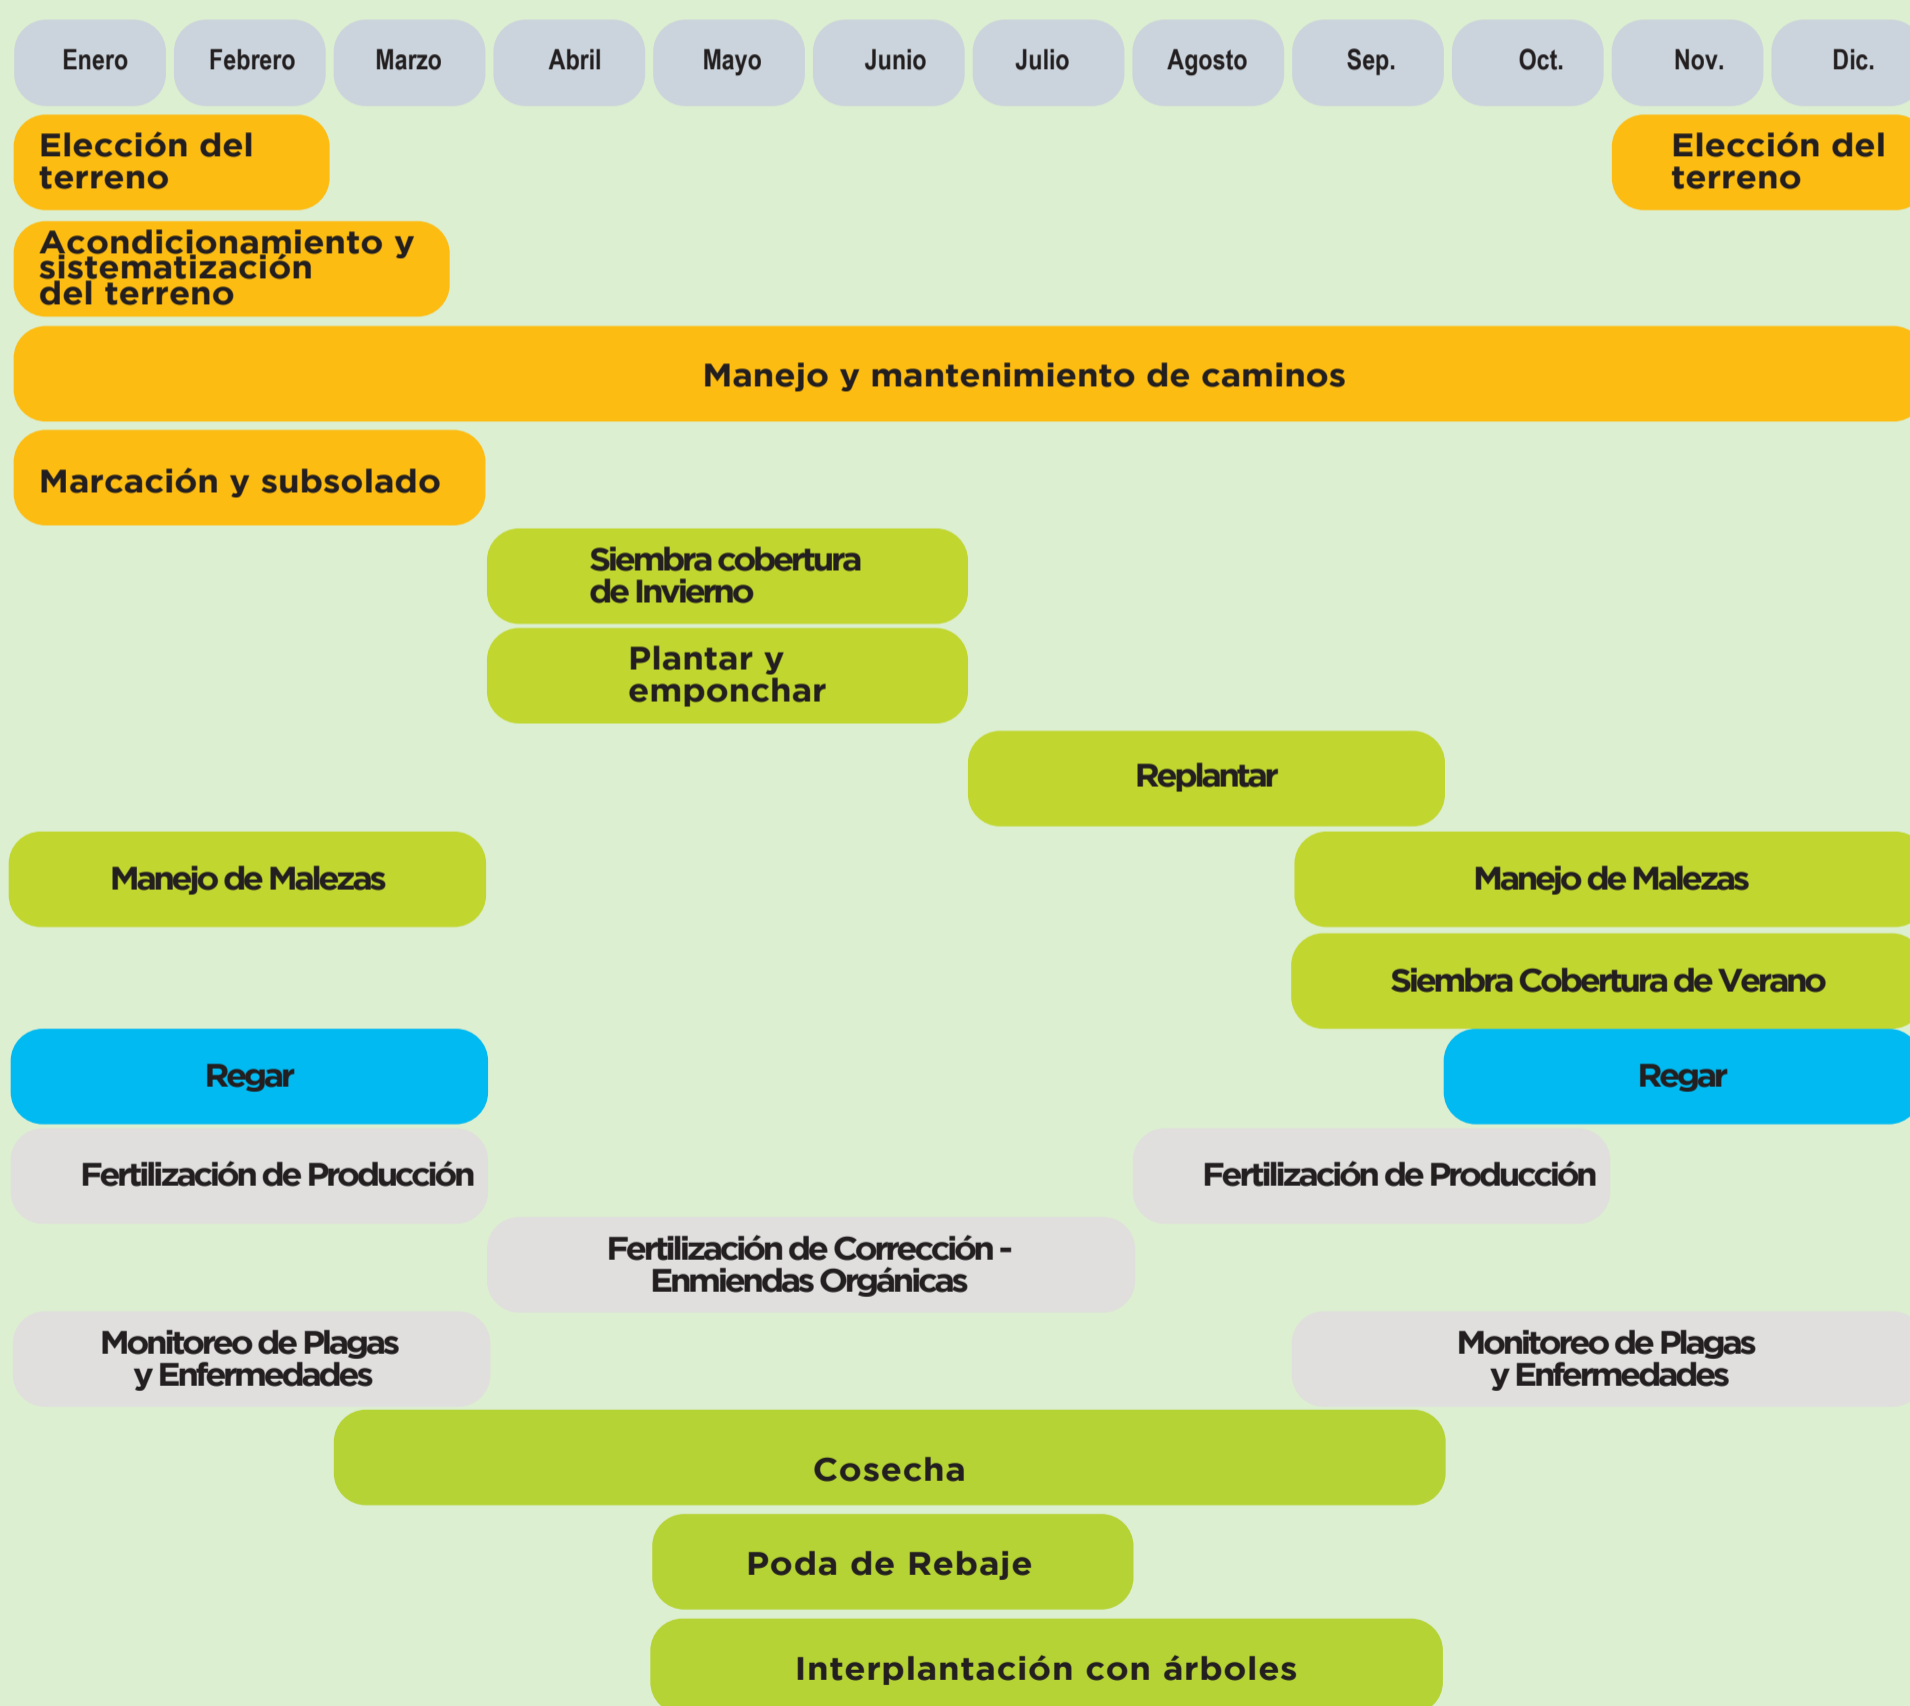 Enero Febrero Marzo Abril Mayo Junio Julio Agosto Sep. Oct. Nov. Dic.
Elección del
terreno
Elección del
terreno
Acondicionamiento y
sistematización
del terreno
Manejo y mantenimiento de caminos
Marcación y subsolado
Siembra cobertura
de Invierno
Plantar y
emponchar
Replantar
Manejo de Malezas
Manejo de Malezas
Siembra Cobertura de Verano
Regar
Regar
Fertilización de Producción
Fertilización de Producción
Fertilización de Corrección -
Enmiendas Orgánicas
Monitoreo de Plagas
y Enfermedades
Monitoreo de Plagas
y Enfermedades
Cosecha
Poda de Rebaje
Interplantación con árboles